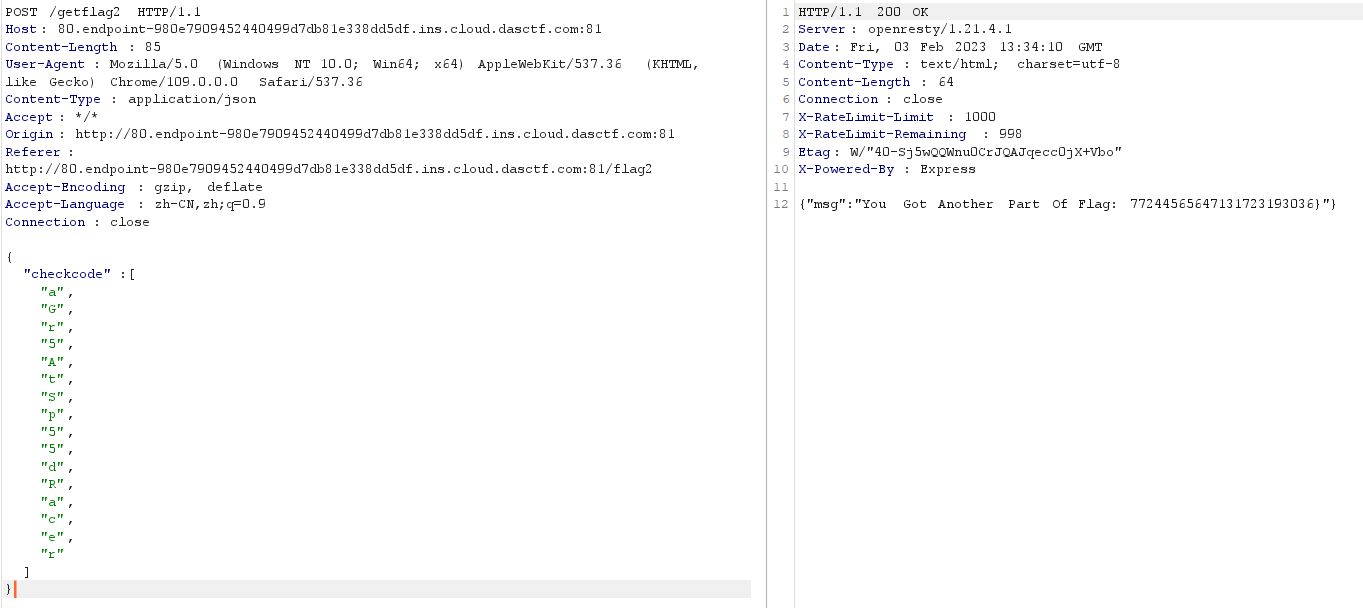 POST /getflag2 HTTP/1.1
Host: 80.endpoint-980e7909452440499d7db81e338dd5df.ins.cloud.dasctf.com:81
Content-Length : 85
User-Agent : Mozilla/5.0 (Windows NT 10.0; Win64; x64) AppleWebKit/537.36 (KHTML,
like Gecko) Chrome/109.0.0.0 Safari/537.36
Content-Type : application/json
Accept : */*
Origin : http://80.endpoint-980e7909452440499d7db81e338dd5df.ins.cloud.dasctf.com:81
Referer :
http://80.endpoint-980e7909452440499d7db81e338dd5df.ins.cloud.dasctf.com:81/flag2
Accept-Encoding : gzip, deflate
Accept-Language : zh-CN,zh;q=0.9
Connection : close

{
"checkcode" :[
"a",
"G",
"r",
"5",
"A",
"t",
"S",
"p",
"5",
"5",
"d",
"R",
"a",
"c",
"e",
"r"
]
}
1 HTTP/1.1 200 OK
2 Server : openresty/1.21.4.1
3 Date : Fri, 03 Feb 2023 13:34:10 GMT
4 Content-Type : text/html; charset=utf-8
5 Content-Length : 64
6 Connection : close
7 X-RateLimit-Limit : 1000
8 X-RateLimit-Remaining : 998
9 Etag : W/"40-Sj5wQQWnu0CrJQAJqecc0jX+Vbo"
10 X-Powered-By : Express
11
12 {"msg":"You Got Another Part Of Flag: 77244565647131723193036}"}